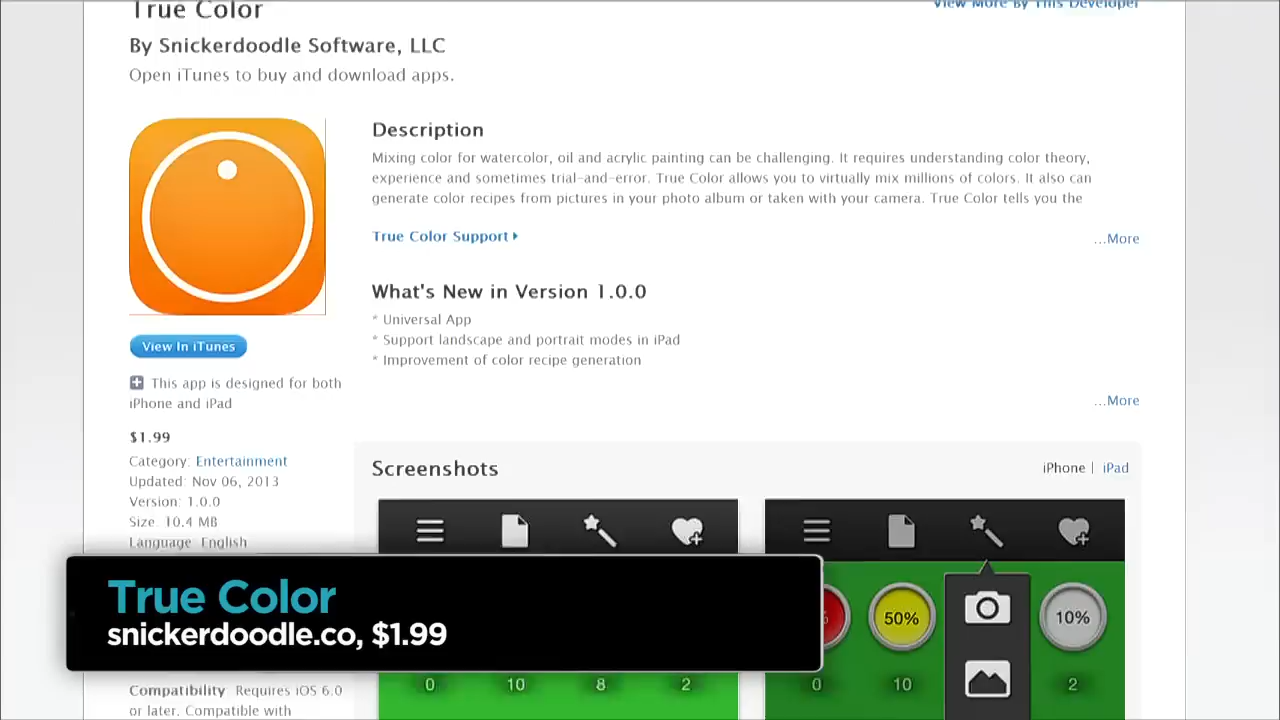 True Color
View More By This Developer
By Snickerdoodle Software, LLC
Open iTunes to buy and download apps.
Description
Mixing color for watercolor, oil and acrylic painting can be challenging. It requires understanding color theory,
experience and sometimes trial-and-error. True Color allows you to virtually mix millions of colors. It also can
generate color recipes from pictures in your photo album or taken with your camera. True Color tells you the
True Color Support
...More
What's New in Version 1.0.0
* Universal App
* Support landscape and portrait modes in iPad
* Improvement of color recipe generation
...More
View In iTunes
This app is designed for both
iPhone and iPad
$1.99
Category: Entertainment
Updated: Nov 06, 2013
Version: 1.0.0
Size: 10.4 MB
Language: English
Screenshots
iPhone | iPad
50%
10%
0 10 8 2
0 10 2
True Color
snickerdoodle.co, $1.99
Compatibility Requires iOS 6.0
or later. Compatible with